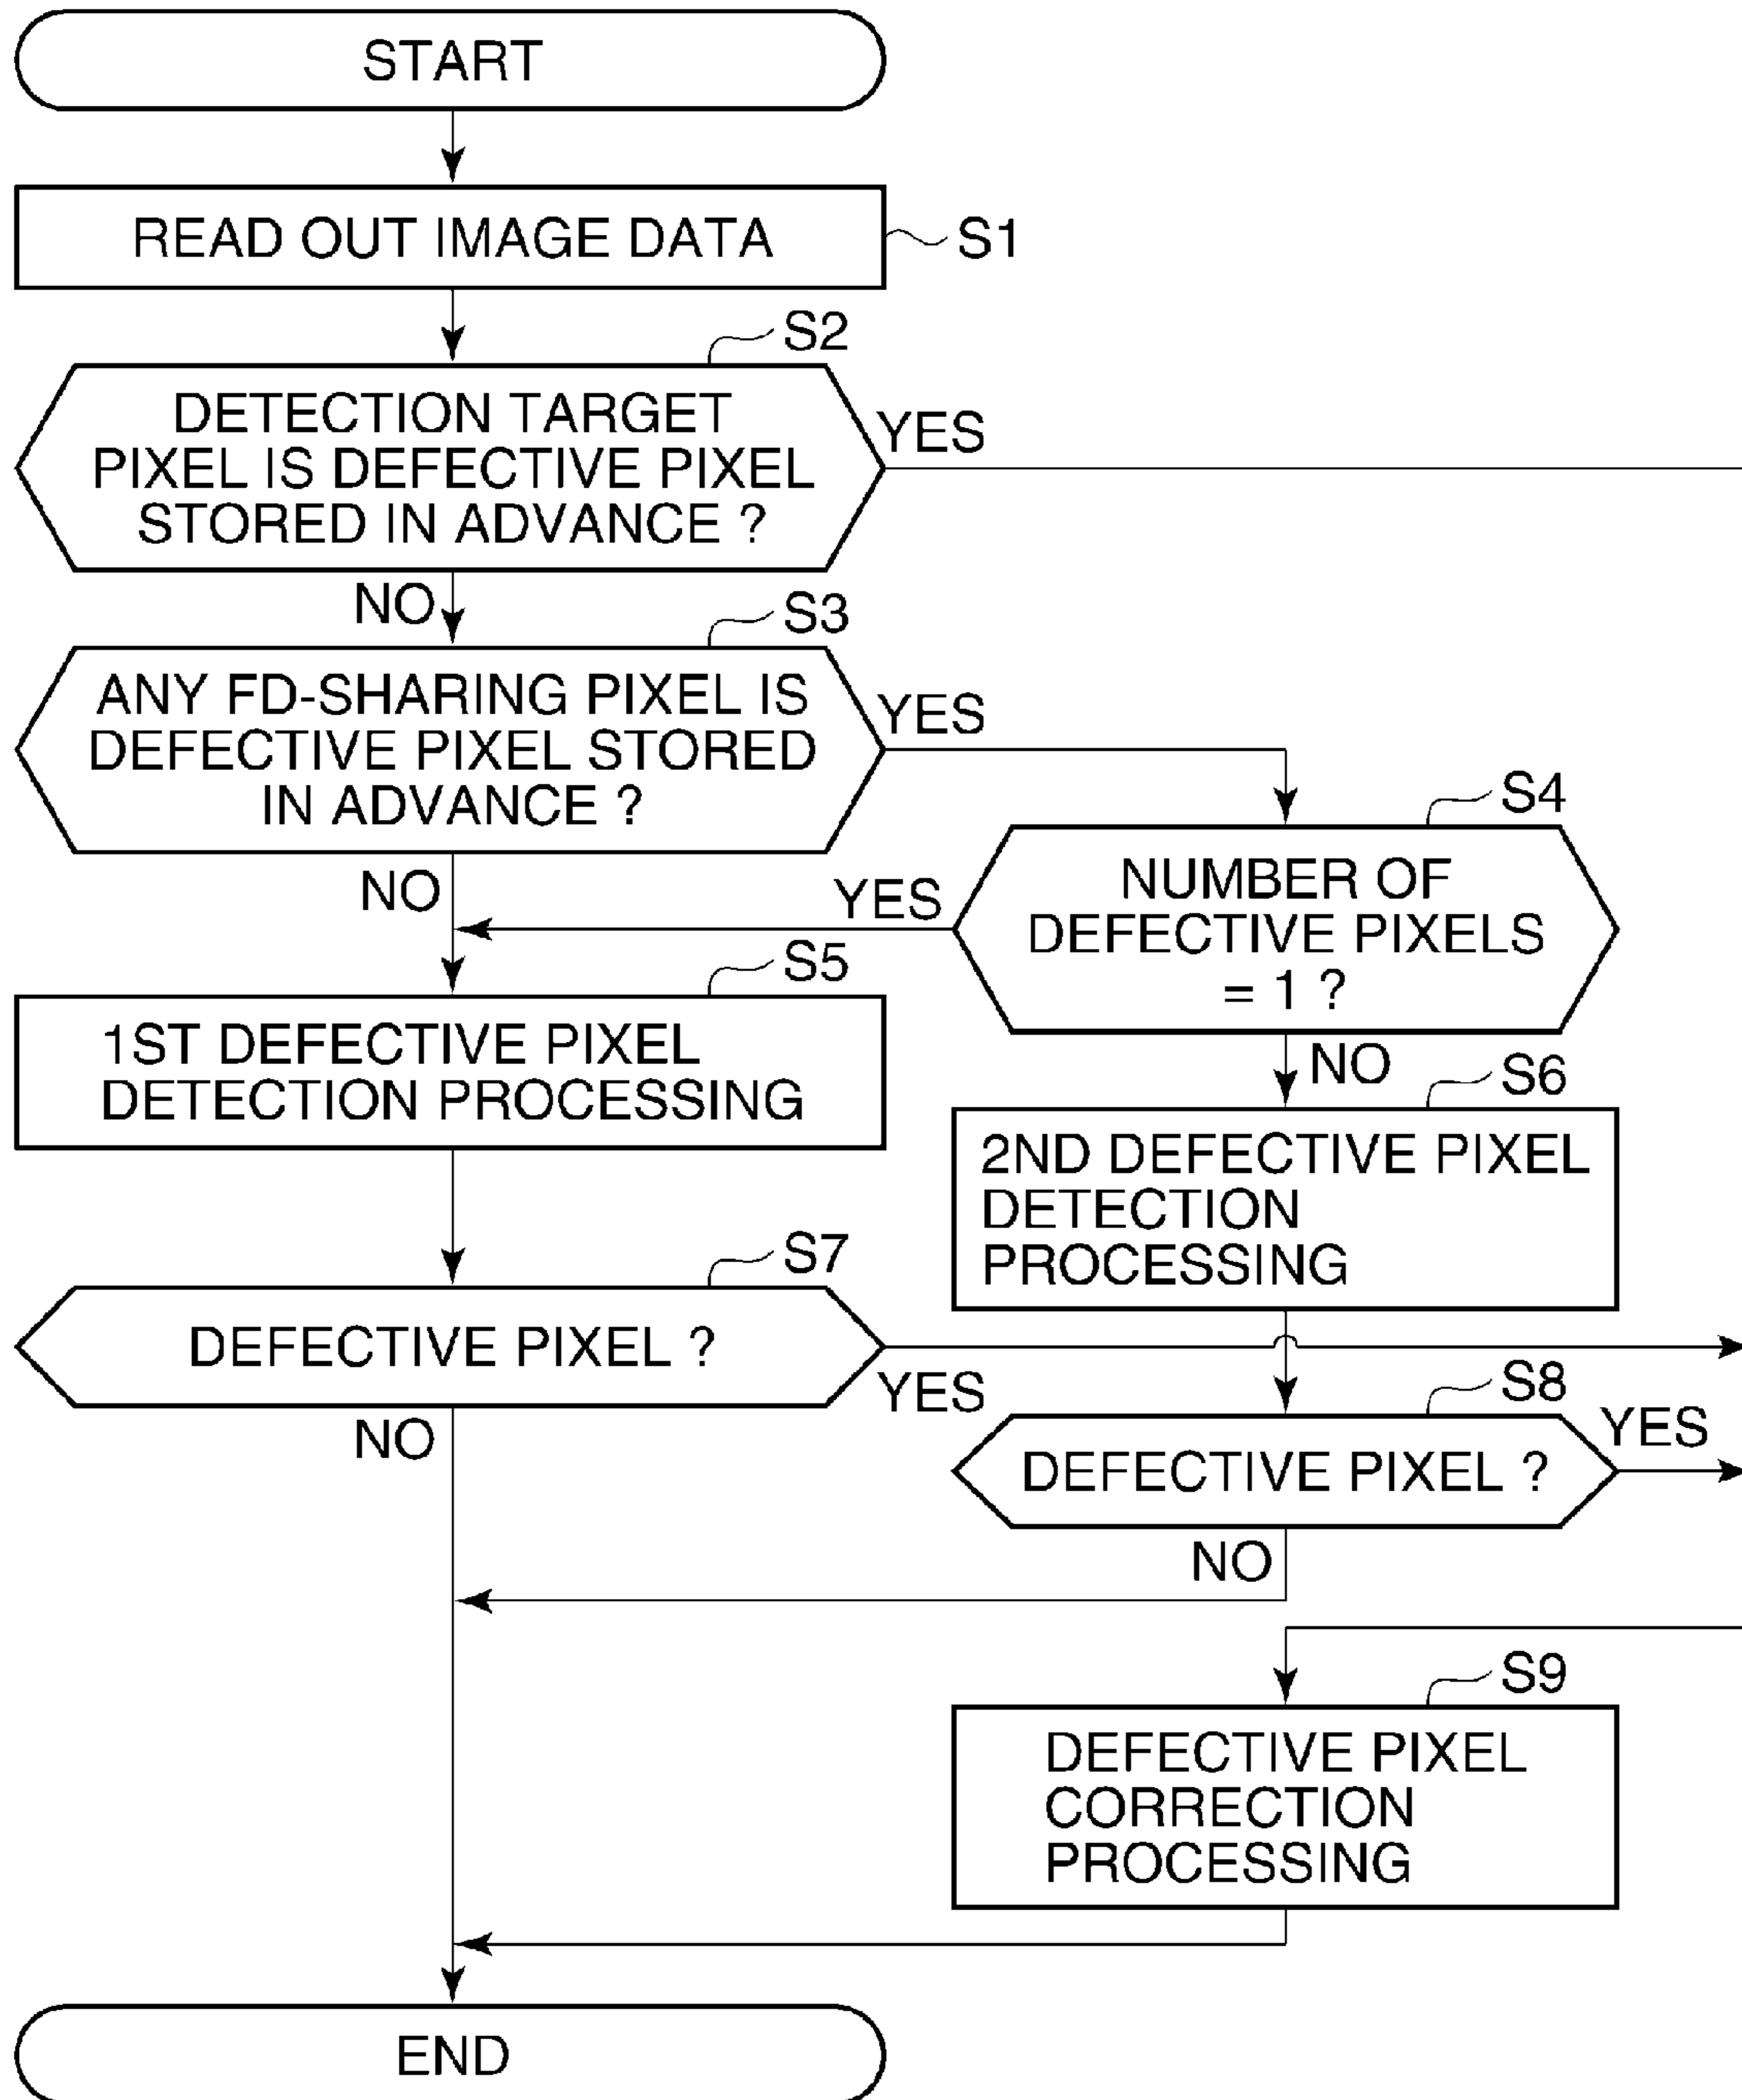 START
READ OUT IMAGE DATA
S1
S2
DETECTION TARGET
PIXEL IS DEFECTIVE PIXEL
STORED IN ADVANCE ?
YES
NO
S3
ANY FD-SHARING PIXEL IS
DEFECTIVE PIXEL STORED
IN ADVANCE ?
YES
NO
S4
NUMBER OF
DEFECTIVE PIXELS
= 1 ?
YES
NO
S5
1ST DEFECTIVE PIXEL
DETECTION PROCESSING
S6
2ND DEFECTIVE PIXEL
DETECTION
PROCESSING
S7
DEFECTIVE PIXEL ?
YES
NO
S8
DEFECTIVE PIXEL ?
YES
NO
S9
DEFECTIVE PIXEL
CORRECTION
PROCESSING
END